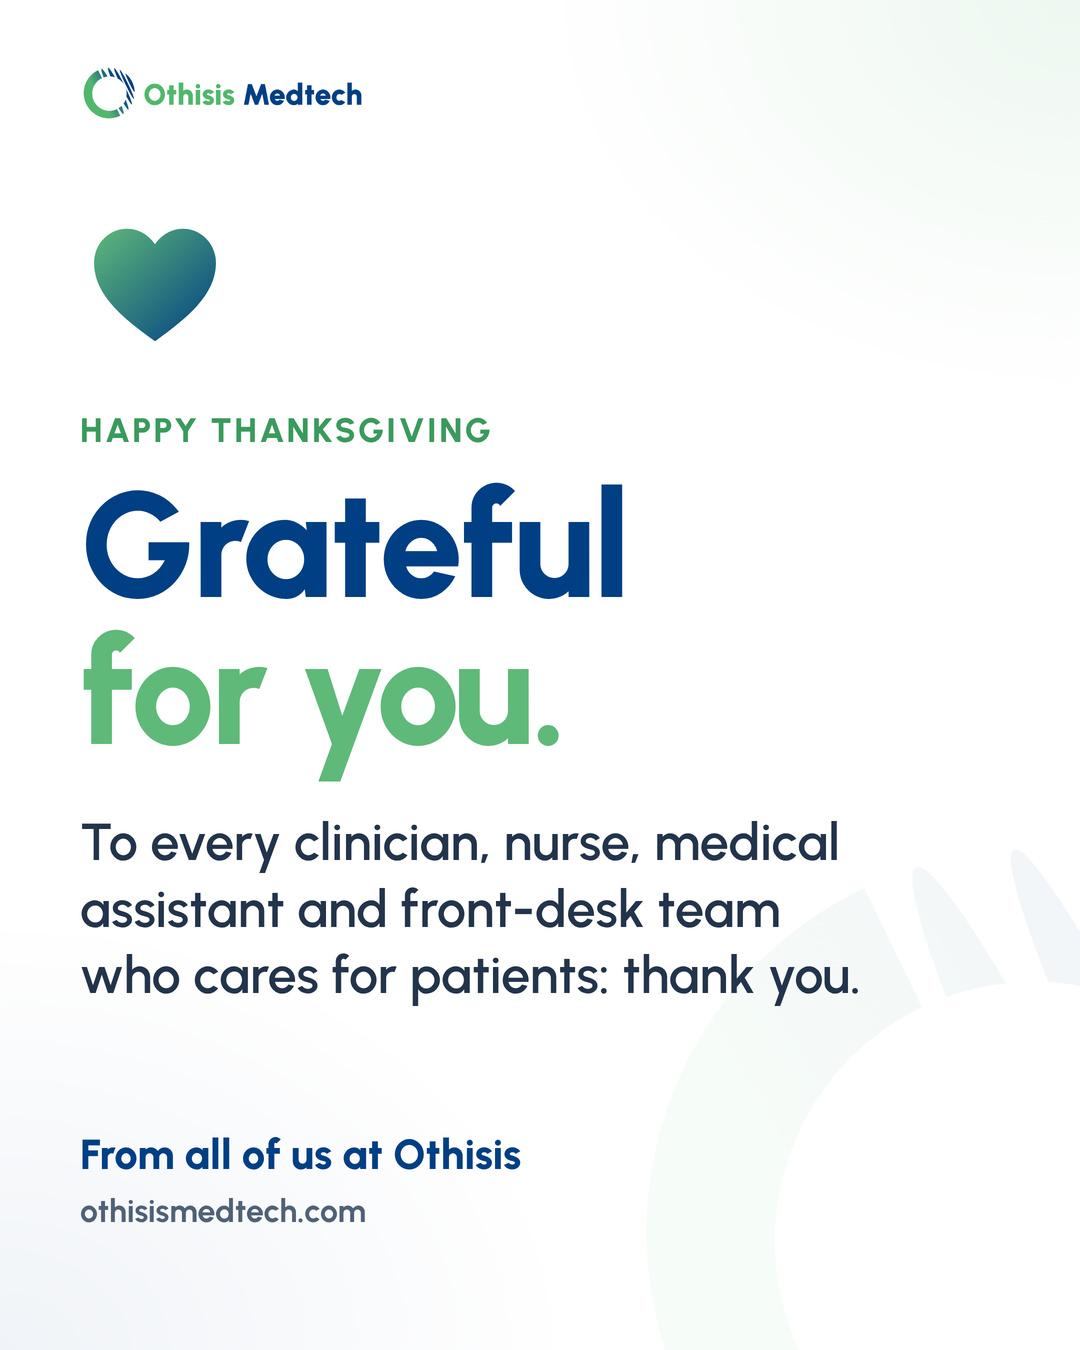 Othisis Medtech
HAPPY THANKSGIVING
Grateful
for you.
To every clinician, nurse, medical
assistant and front-desk team
who cares for patients: thank you.
From all of us at Othisis
othisismedtech.com